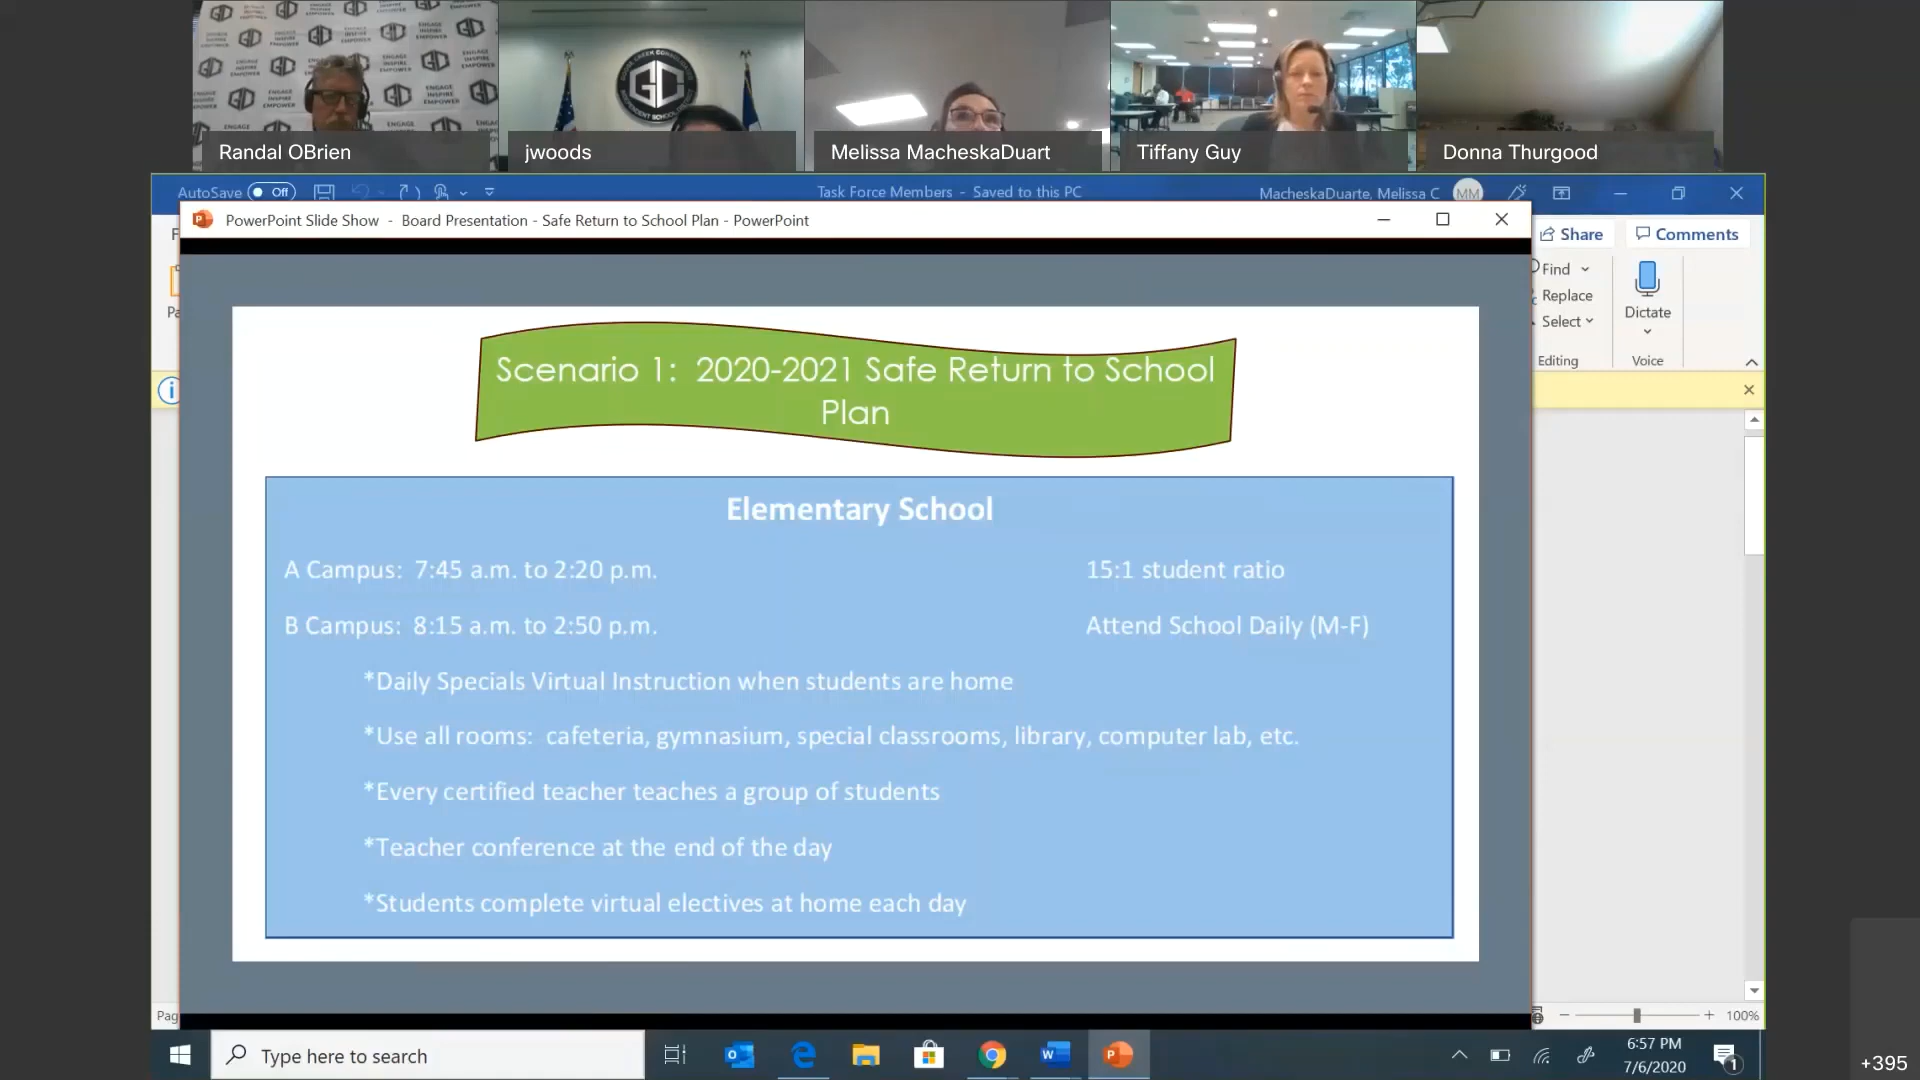 Randal OBrien
jwoods
Melissa MacheskaDuart
Tiffany Guy
Donna Thurgood
AutoSave Off
Task Force Members - Saved to this PC
MacheskaDuarte, Melissa C
MM
PowerPoint Slide Show - Board Presentation - Safe Return to School Plan - PowerPoint
Share
Comments
Find
Replace
Select
Editing
Dictate
Voice
Scenario 1: 2020-2021 Safe Return to School
Plan
Elementary School
A Campus: 7:45 a.m. to 2:20 p.m.
15:1 student ratio
B Campus: 8:15 a.m. to 2:50 p.m.
Attend School Daily (M-F)
*Daily Specials Virtual Instruction when students are home
*Use all rooms: cafeteria, gymnasium, special classrooms, library, computer lab, etc.
*Every certified teacher teaches a group of students
*Teacher conference at the end of the day
*Students complete virtual electives at home each day
Pag
100%
Type here to search
6:57 PM
7/6/2020
1
+395